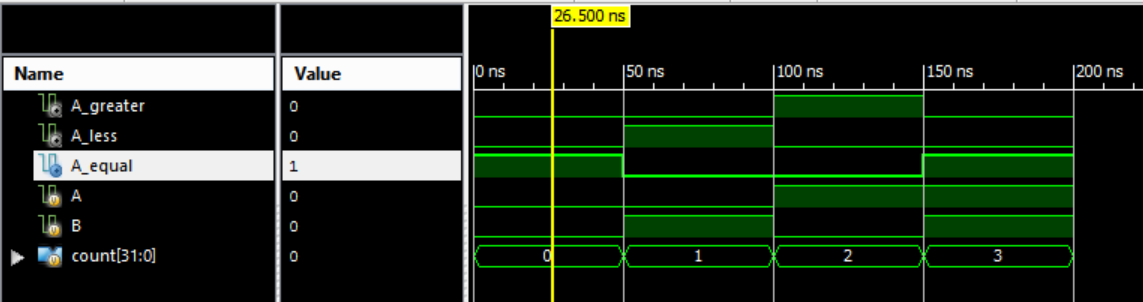 26.500 ns
Name Value 0 ns 50 ns 100 ns 150 ns 200 ns
A_greater 0
A_less 0
A_equal 1
A 0
B 0
count[31:0] 0 0 1 2 3